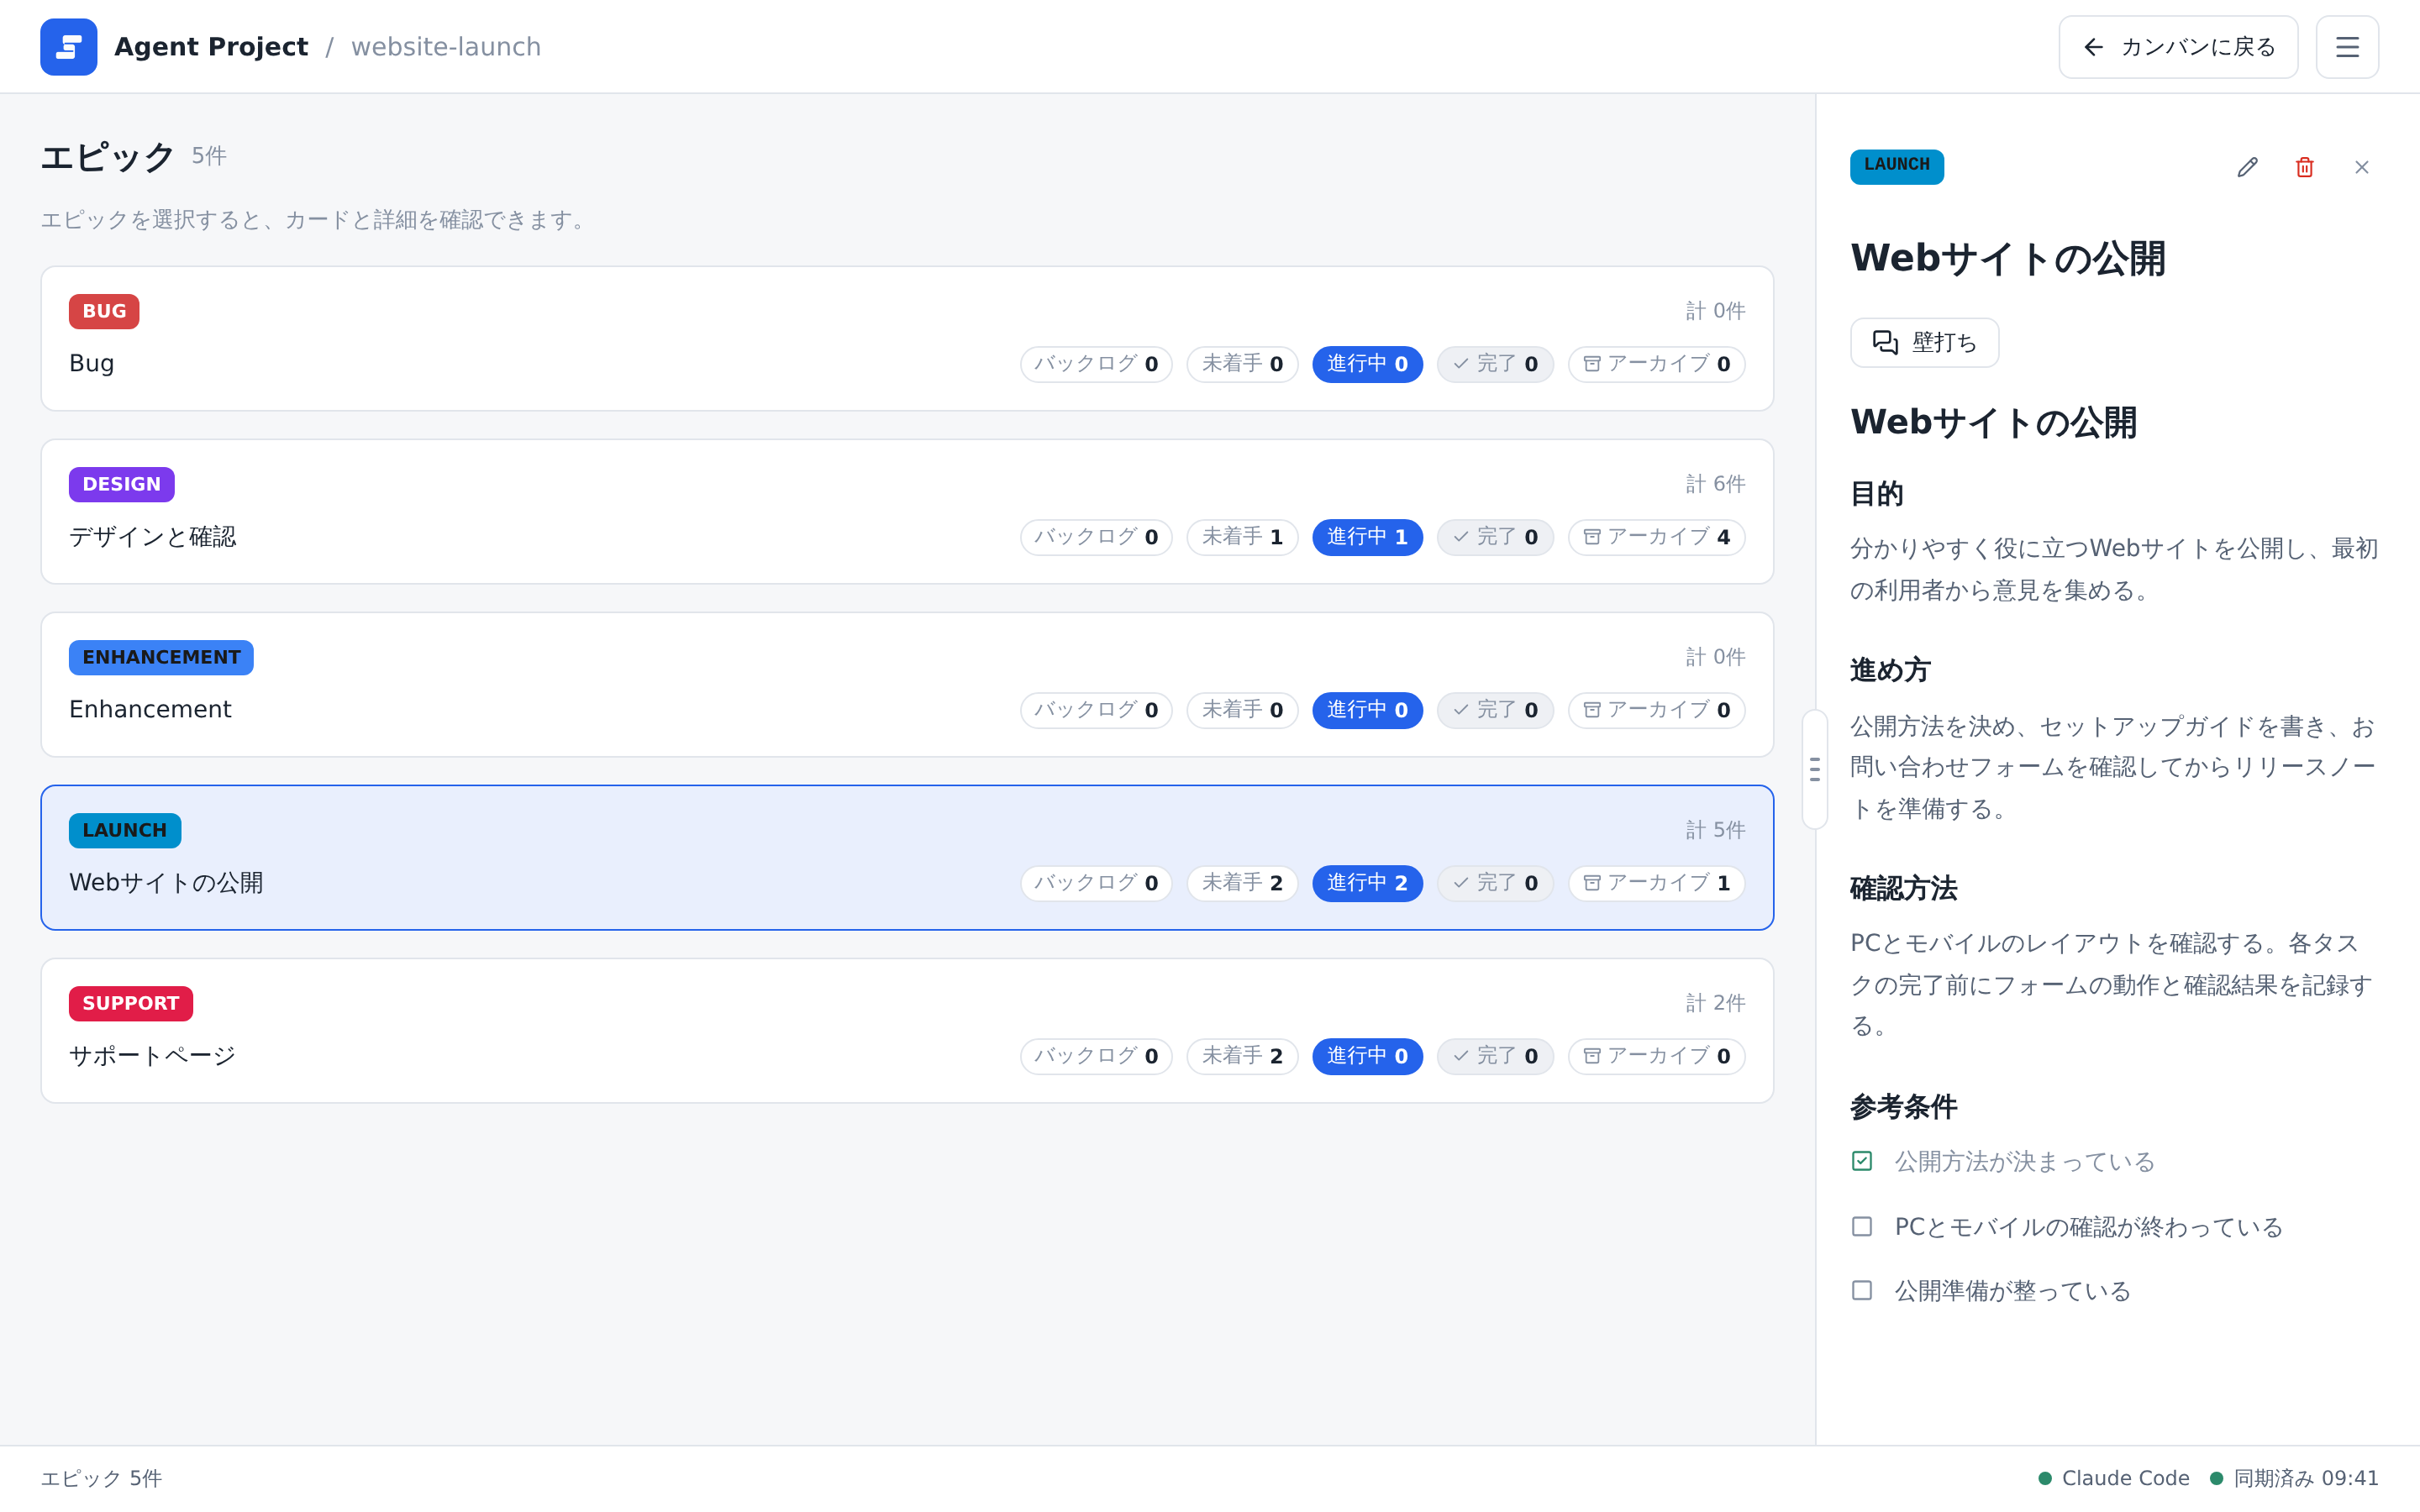 Agent Project / website-launch
カンバンに戻る
エピック 5件
エピックを選択すると、カードと詳細を確認できます。
BUG
計 0件
Bug
バックログ 0 未着手 0 進行中 0 完了 0 アーカイブ 0
DESIGN
計 6件
デザインと確認
バックログ 0 未着手 1 進行中 1 完了 0 アーカイブ 4
ENHANCEMENT
計 0件
Enhancement
バックログ 0 未着手 0 進行中 0 完了 0 アーカイブ 0
LAUNCH
計 5件
Webサイトの公開
バックログ 0 未着手 2 進行中 2 完了 0 アーカイブ 1
SUPPORT
計 2件
サポートページ
バックログ 0 未着手 2 進行中 0 完了 0 アーカイブ 0
LAUNCH
Webサイトの公開
壁打ち
Webサイトの公開
目的
分かりやすく役に立つWebサイトを公開し、最初
の利用者から意見を集める。
進め方
公開方法を決め、セットアップガイドを書き、お
問い合わせフォームを確認してからリリースノー
トを準備する。
確認方法
PCとモバイルのレイアウトを確認する。各タス
クの完了前にフォームの動作と確認結果を記録す
る。
参考条件
公開方法が決まっている
PCとモバイルの確認が終わっている
公開準備が整っている
エピック 5件
Claude Code 同期済み 09:41